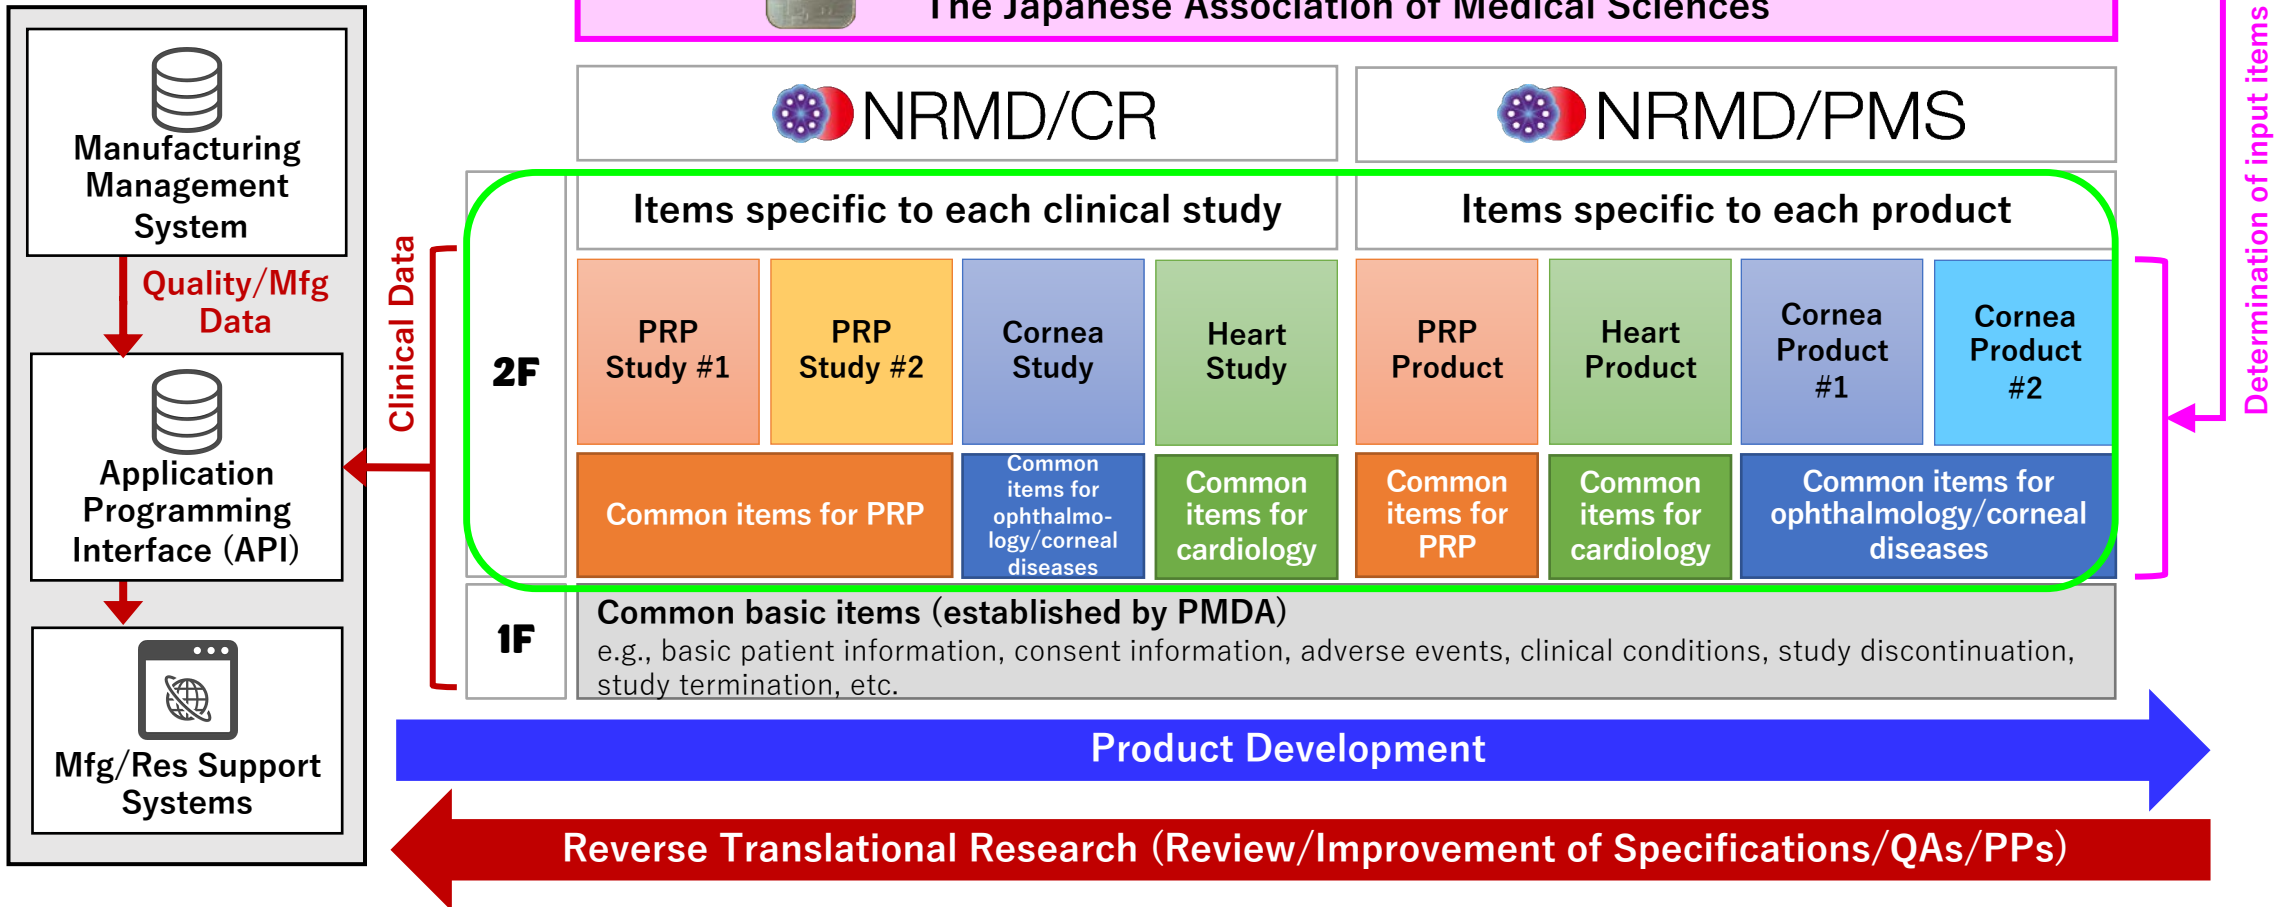 The Japanese Association of Medical Sciences
Manufacturing
Management
System
Quality/Mfg
Data
Application
Programming
Interface (API)
Mfg/Res Support
Systems
Clinical Data
NRMD/CR
NRMD/PMS
2F
Items specific to each clinical study
Items specific to each product
PRP
Study #1
PRP
Study #2
Cornea
Study
Heart
Study
PRP
Product
Heart
Product
Cornea
Product
#1
Cornea
Product
#2
Common items for PRP
Common
items for
ophthalmo-
logy/corneal
diseases
Common
items for
cardiology
Common
items for
PRP
Common
items for
cardiology
Common items for
ophthalmology/corneal
diseases
1F
Common basic items (established by PMDA)
e.g., basic patient information, consent information, adverse events, clinical conditions, study discontinuation,
study termination, etc.
Determination of input items
Product Development
Reverse Translational Research (Review/Improvement of Specifications/QAs/PPs)